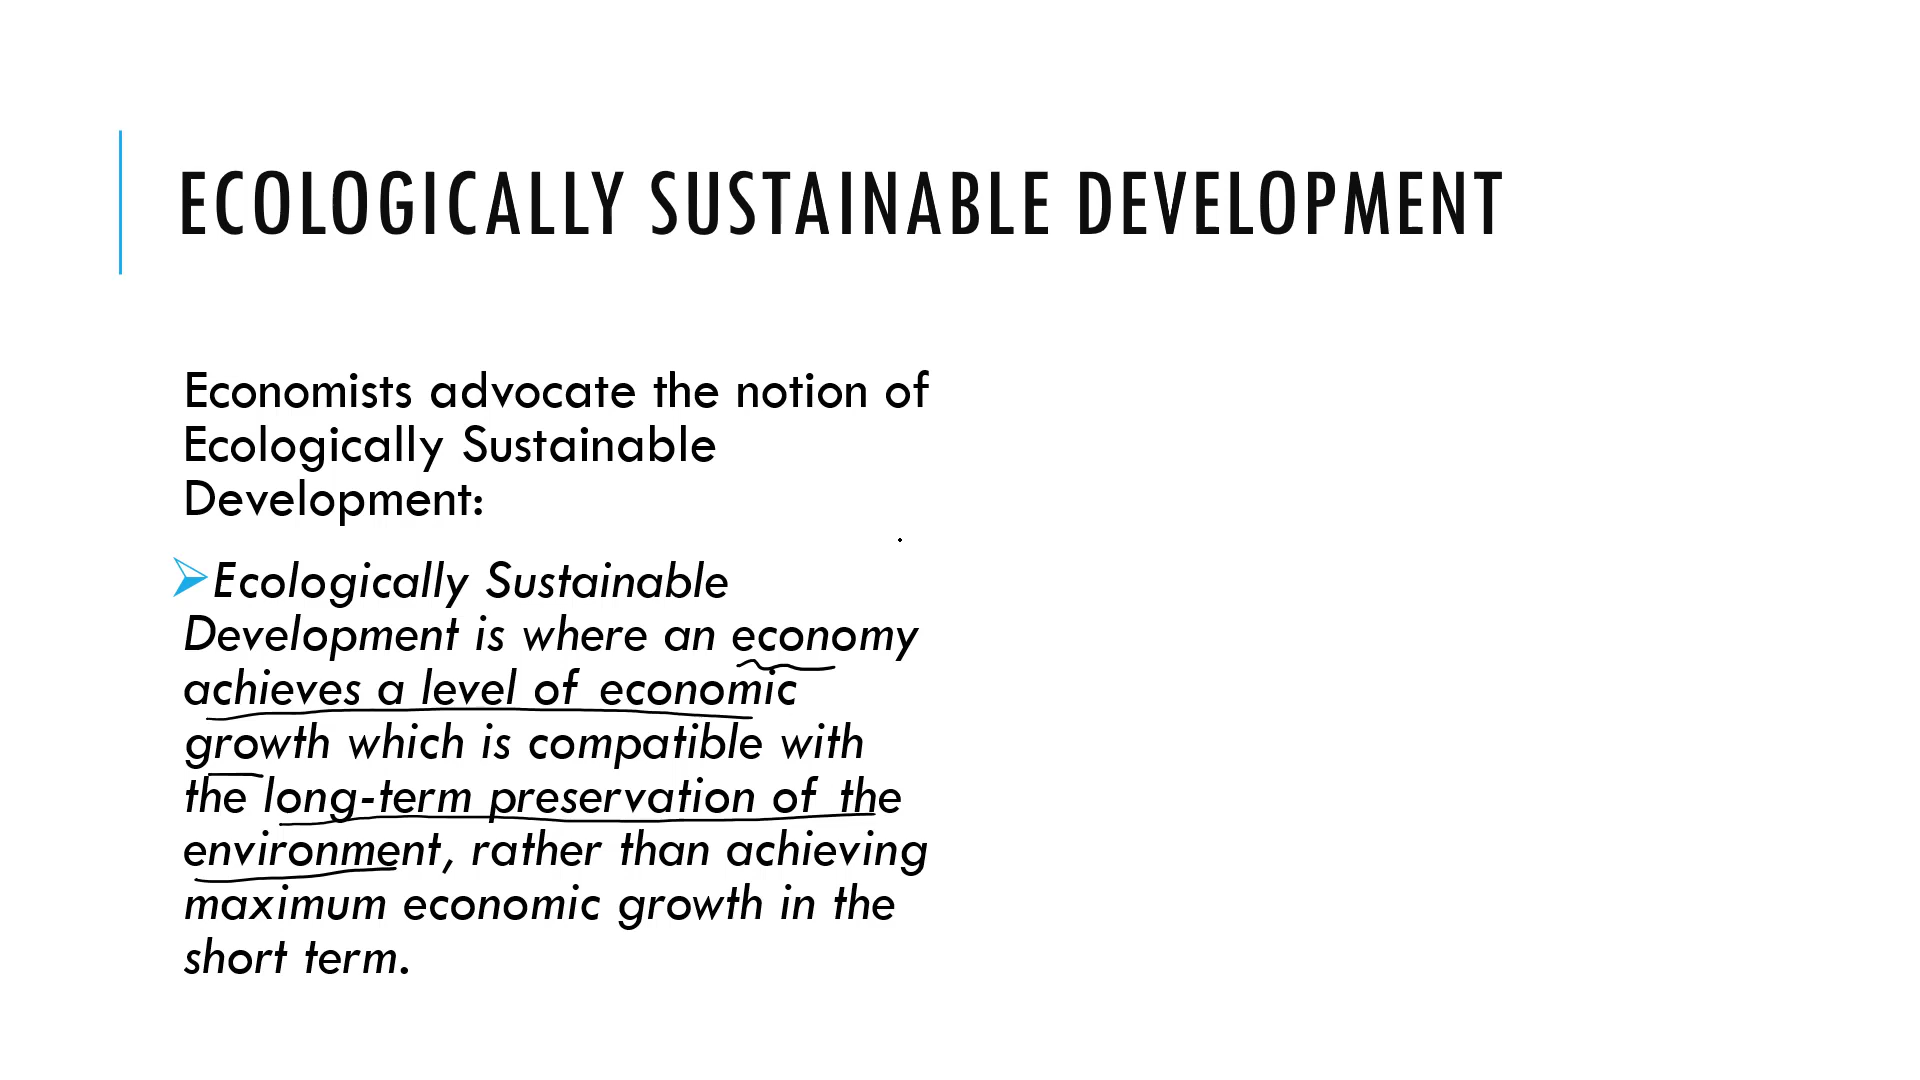 ECOLOGICALLY SUSTAINABLE DEVELOPMENT
Economists advocate the notion of
Ecologically Sustainable
Development:
Ecologically Sustainable
Development is where an economy
achieves a level of economic
growth which is compatible with
the long-term preservation of the
environment, rather than achieving
maximum economic growth in the
short term.